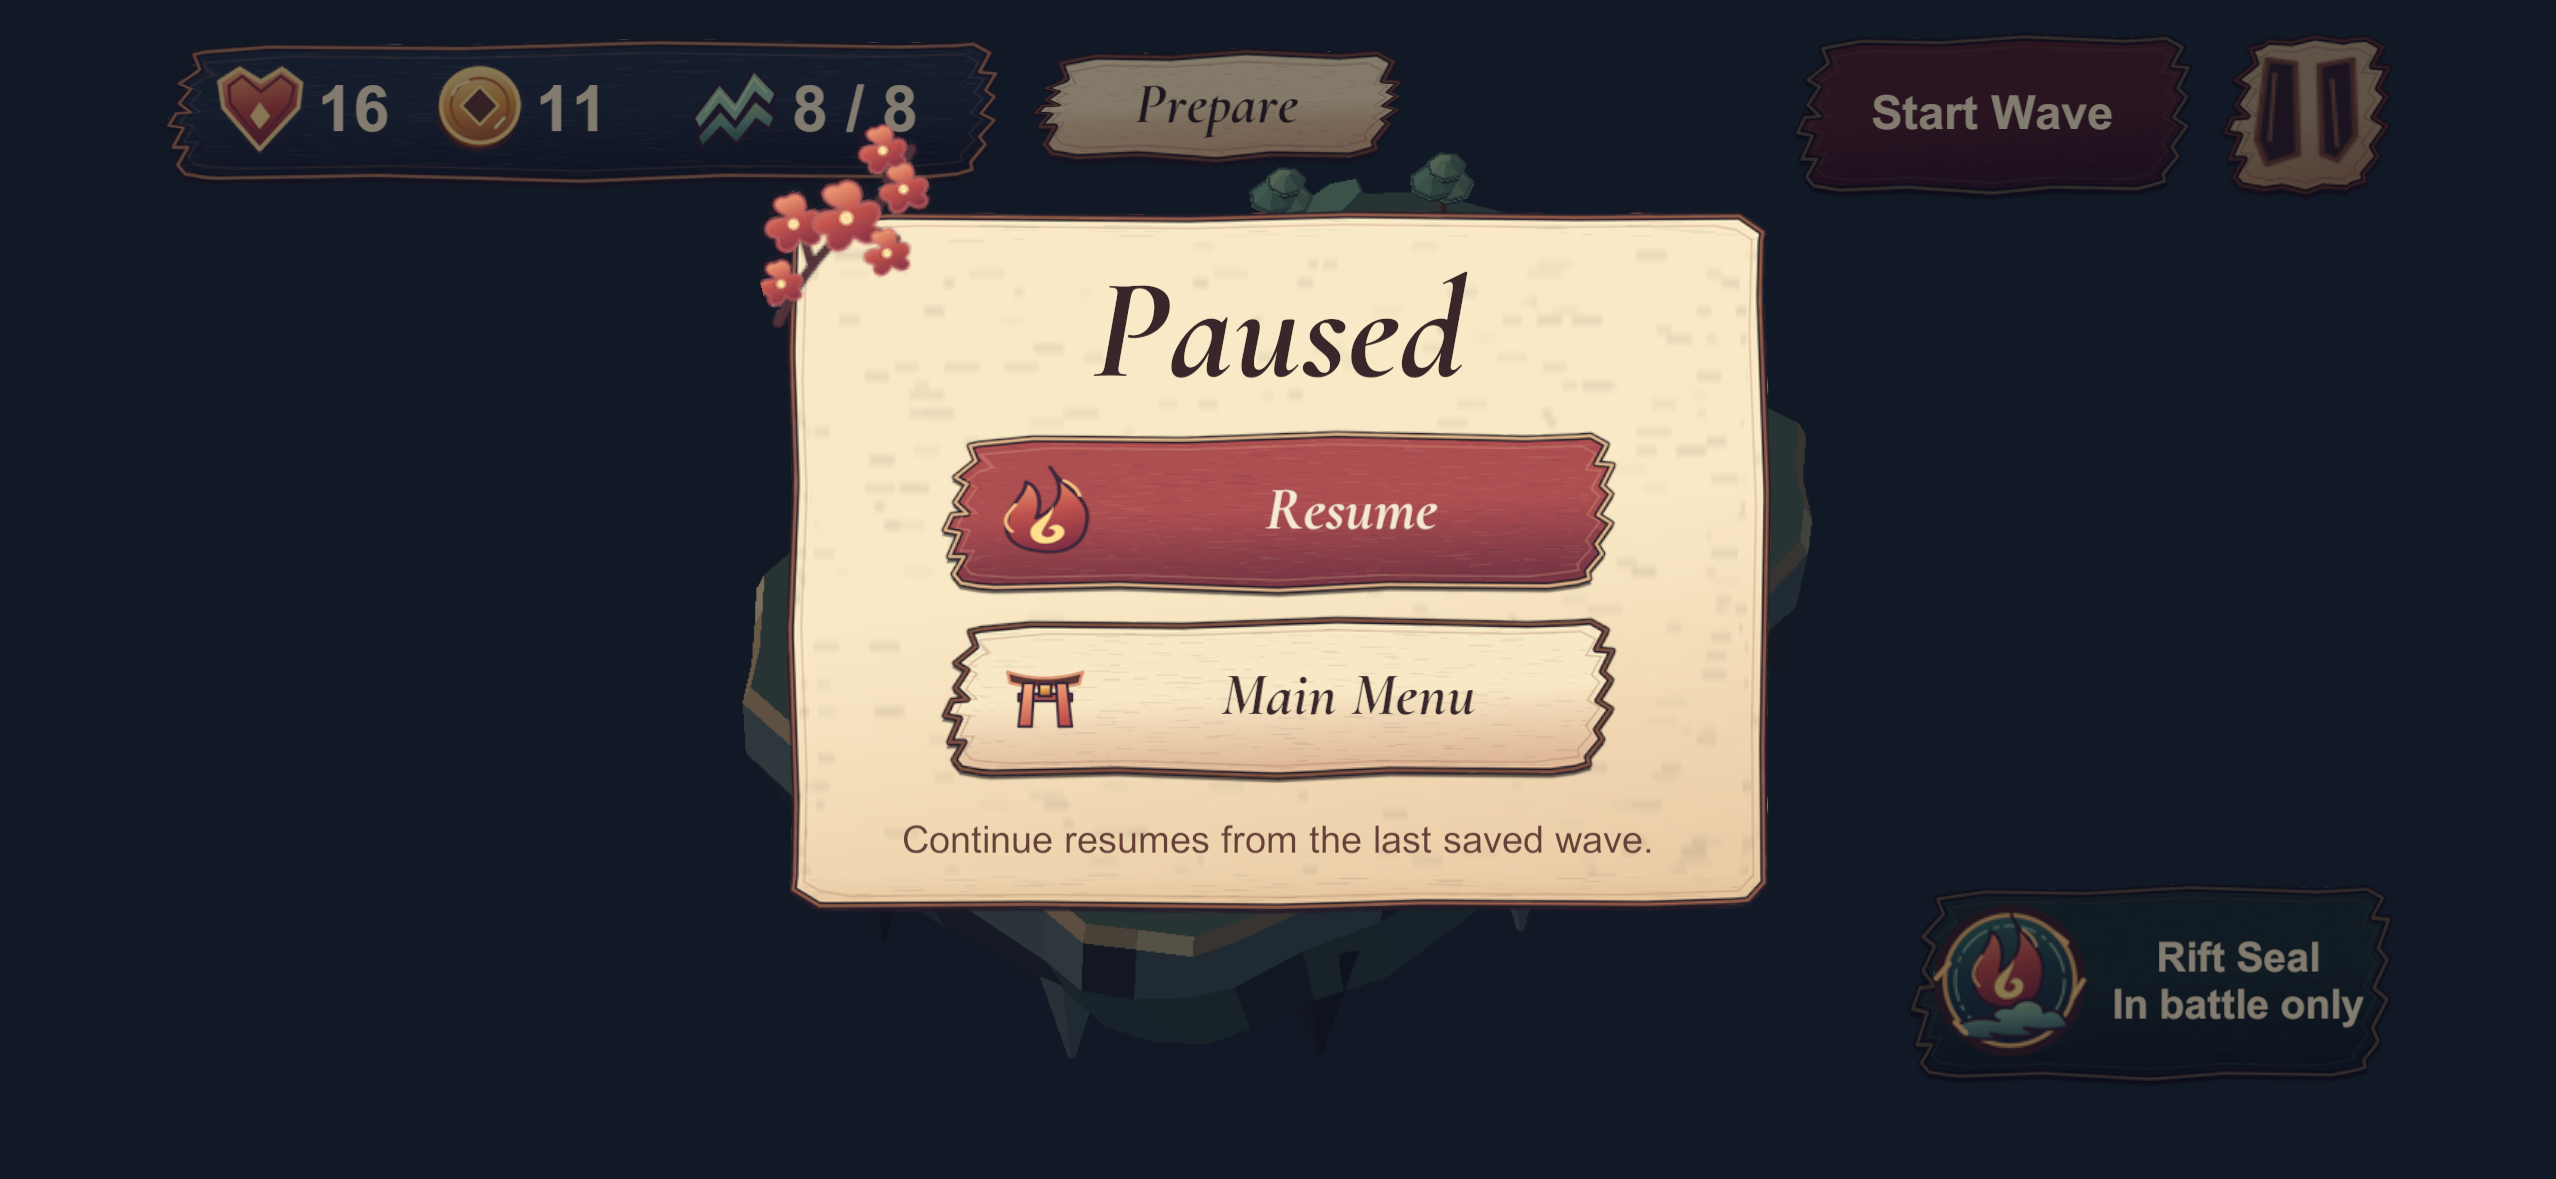 16 11 8 / 8
Prepare
Start Wave
Paused
Resume
Main Menu
Continue resumes from the last saved wave.
Rift Seal
In battle only